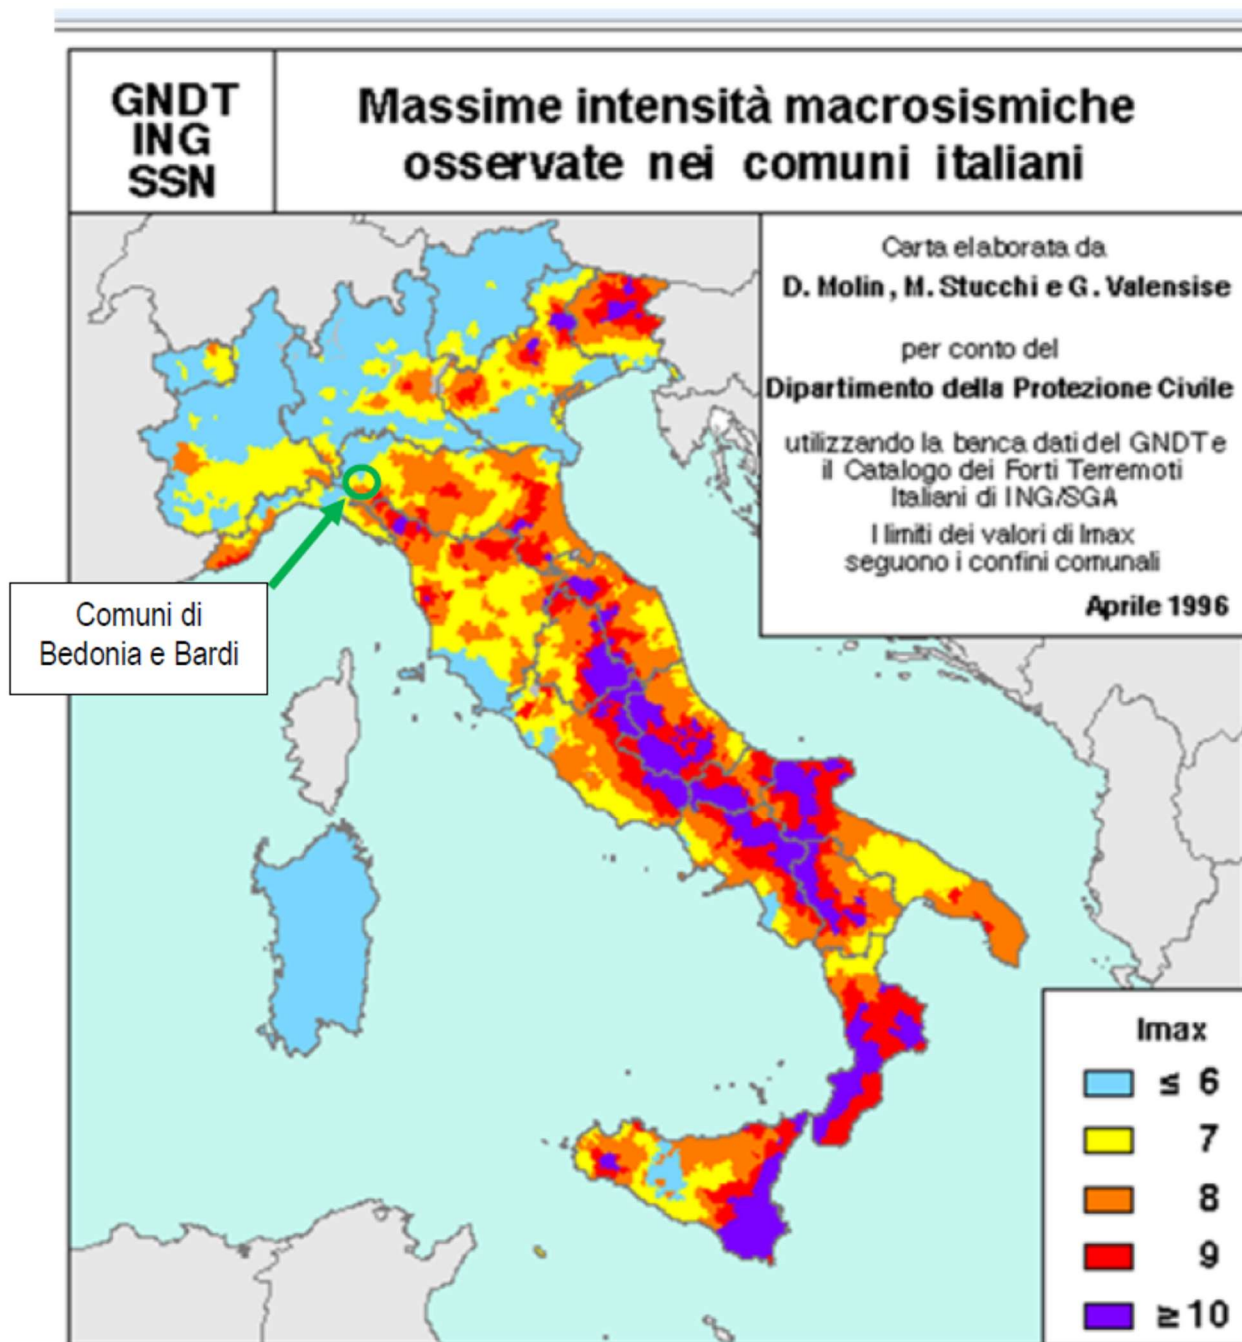 GNDT
ING
SSN
Massime intensità macrosismiche
osservate nei comuni italiani
Carta elaborata da
D. Molin, M. Stucchi e G. Valensise
per conto del
Dipartimento della Protezione Civile
utilizzando la banca dati del GNDT e
il Catalogo dei Forti Terremoti
Italiani di ING/SGA
I limiti dei valori di Imax
seguono i confini comunali
Aprile 1996
Comuni di
Bedonia e Bardi
Imax
≤ 6
7
8
9
≥ 10